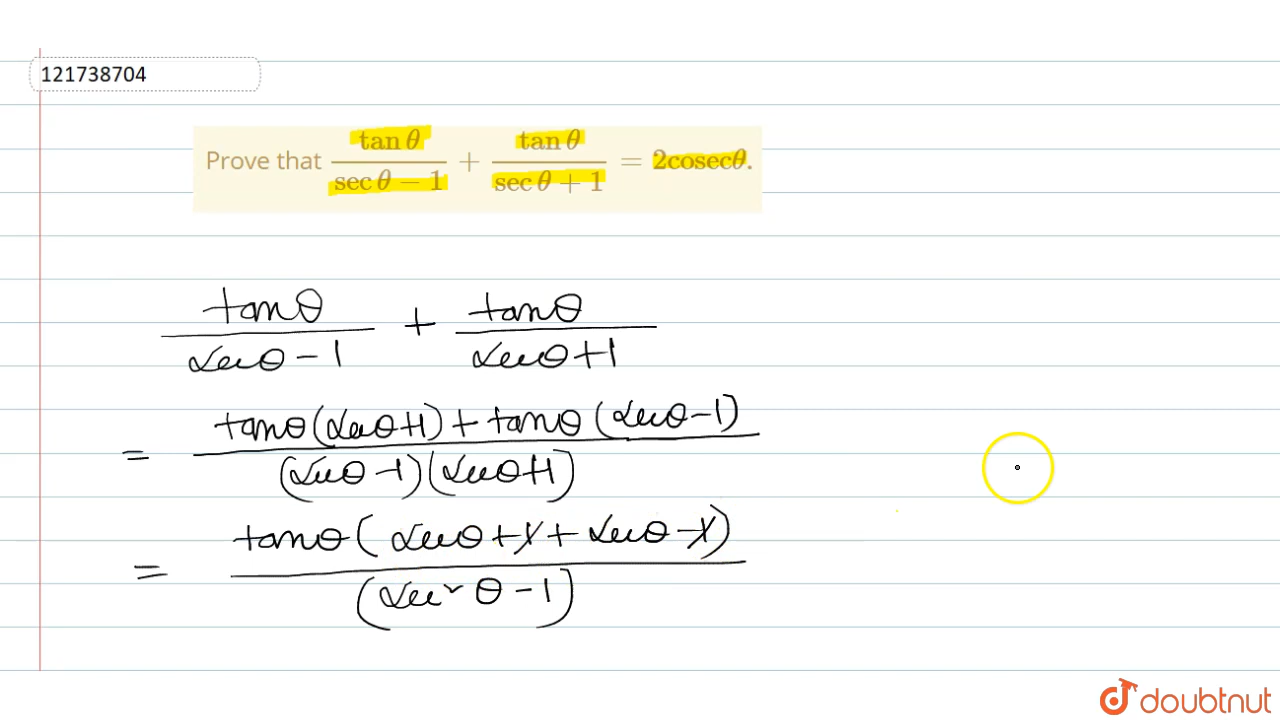 121738704
Prove that tanθ/(secθ − 1) + tanθ/(secθ + 1) = 2cosecθ.
tanθ/(secθ − 1) + tanθ/(secθ + 1)
= (tanθ(secθ+1) + tanθ(secθ−1))/((secθ−1)(secθ+1))
= tanθ(secθ + 1 + secθ − 1)/(sec²θ − 1)
doubtnut